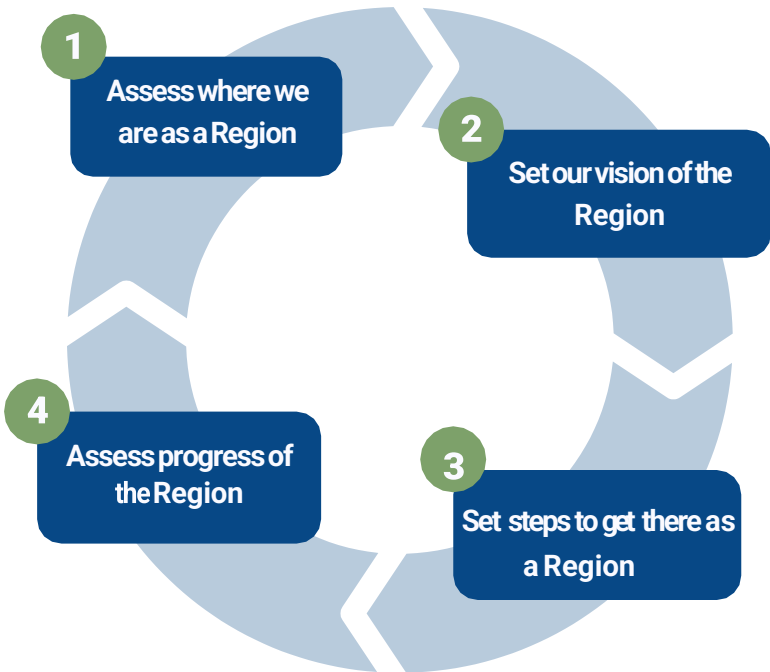 1
Assess where we
are as a Region
2
Set our vision of the
Region
3
Set steps to get there as
a Region
4
Assess progress of
the Region